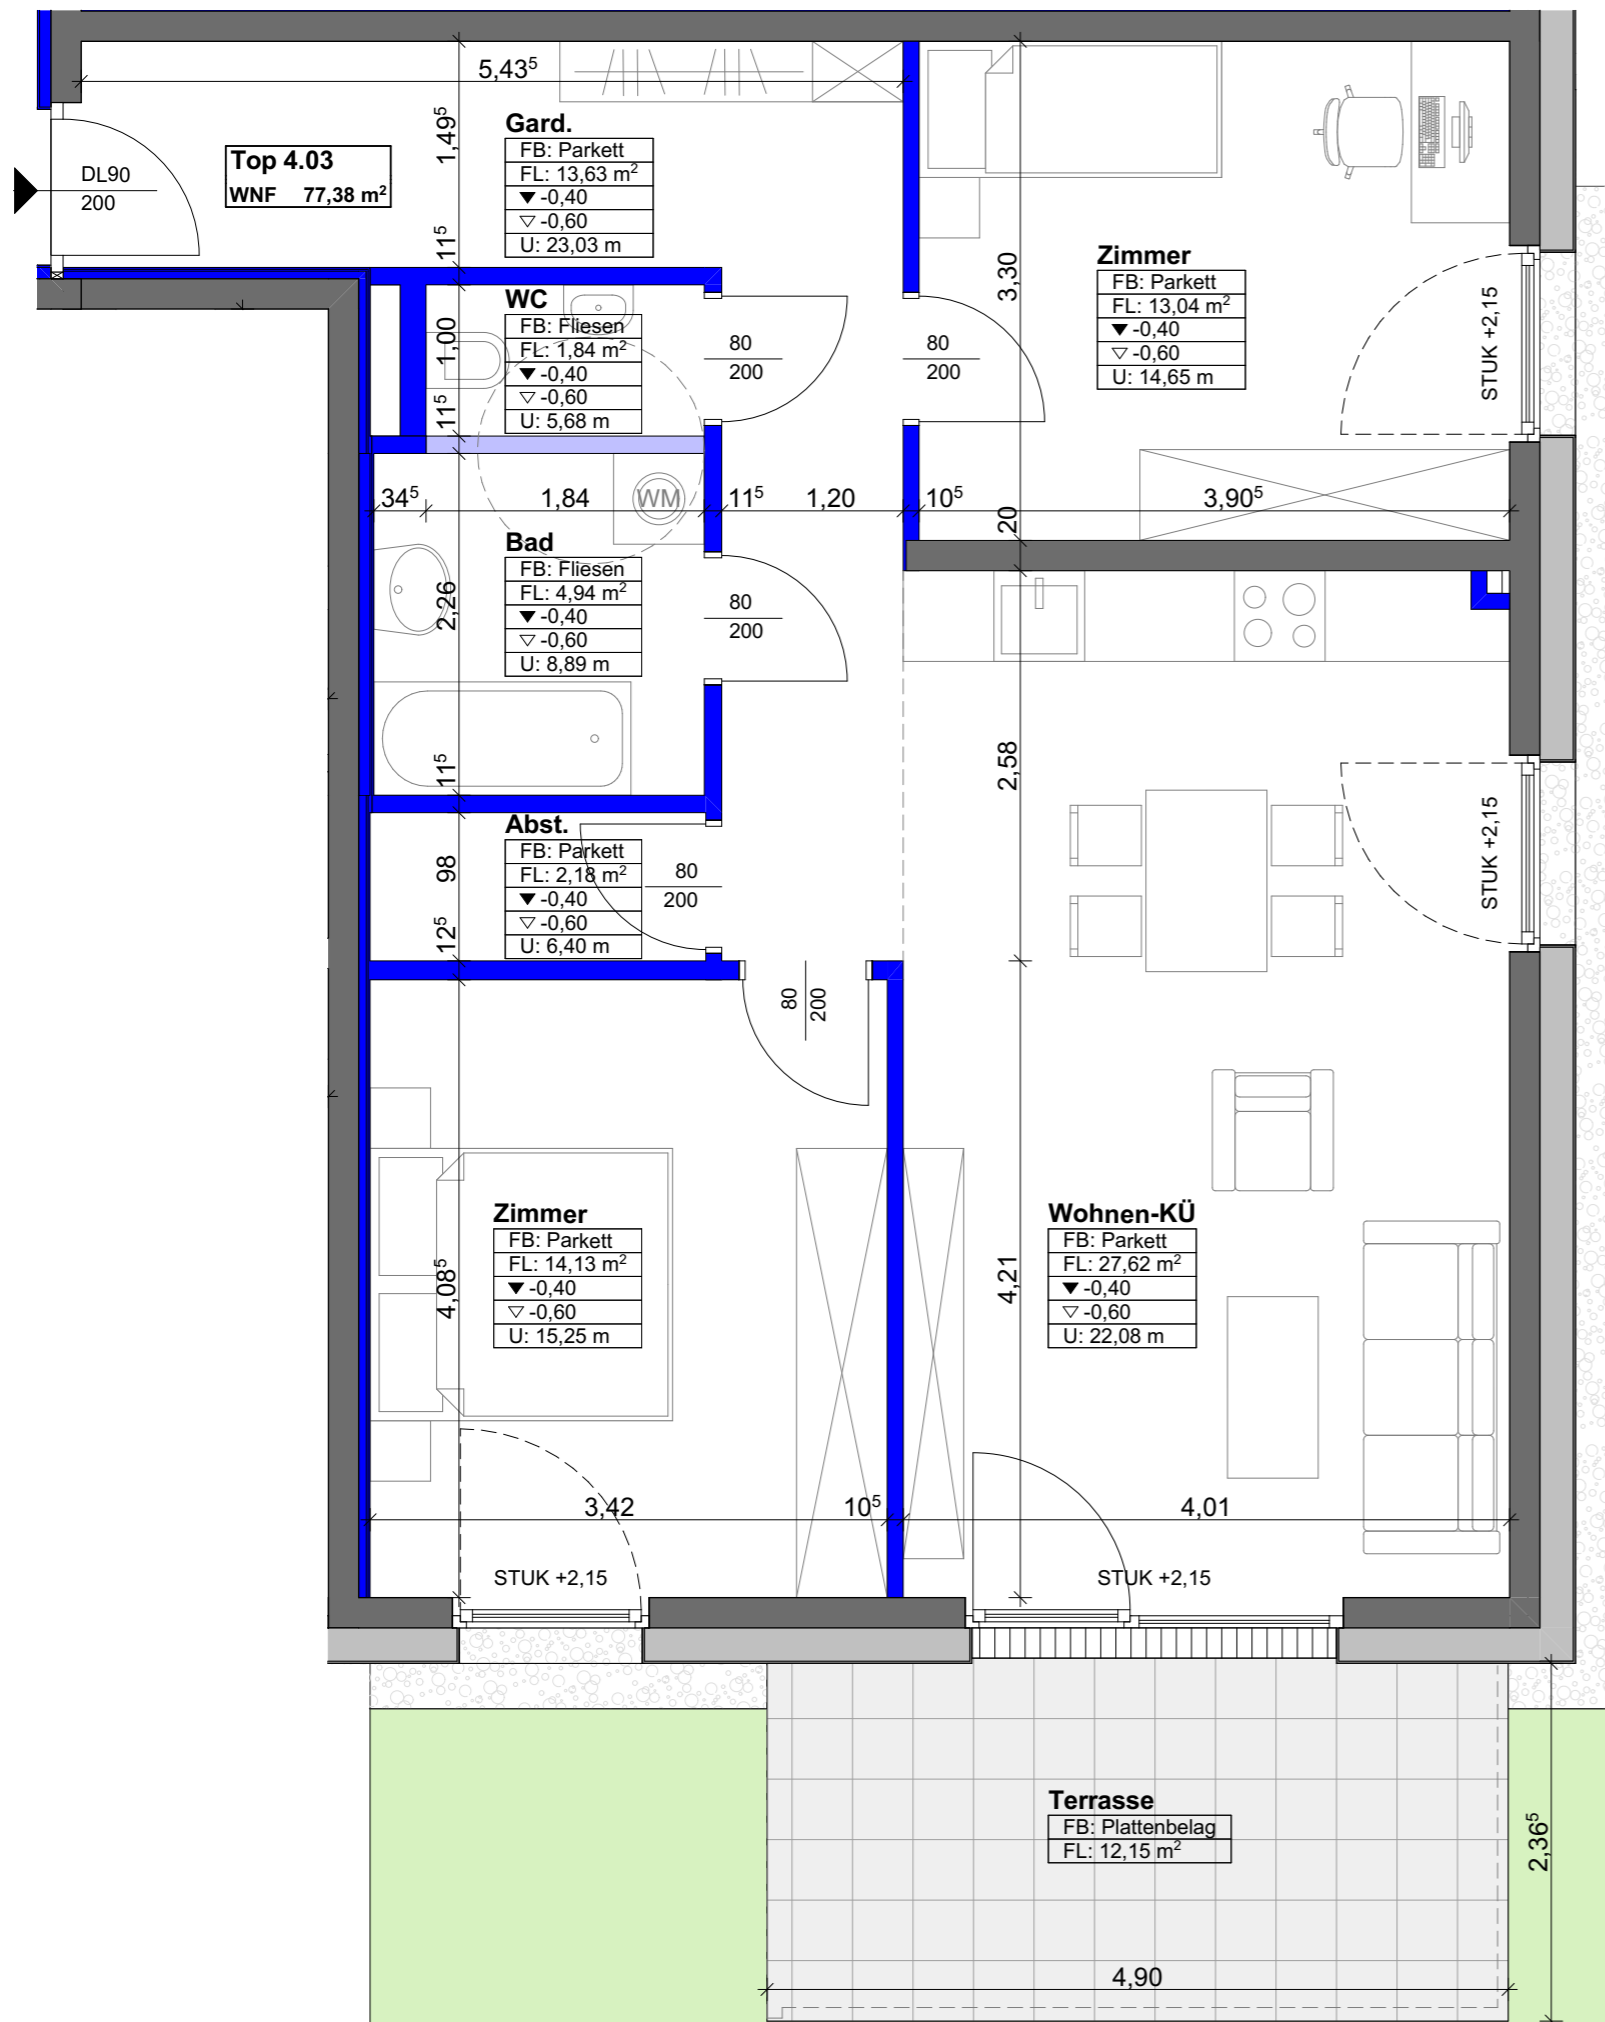 5,43⁵
1,49⁵
Gard.
FB: Parkett
FL: 13,63 m²
▼ -0,40
▽ -0,60
U: 23,03 m
Top 4.03
WNF 77,38 m²
DL90
200
11⁵
Zimmer
FB: Parkett
FL: 13,04 m²
▼ -0,40
▽ -0,60
U: 14,65 m
3,30
STUK +2,15
WC
FB: Fliesen
FL: 1,84 m²
▼ -0,40
▽ -0,60
U: 5,68 m
1,00
11⁵
80
200
80
200
34⁵
1,84
WM
11⁵
1,20
10⁵
20
3,90⁵
Bad
FB: Fliesen
FL: 4,94 m²
▼ -0,40
▽ -0,60
U: 8,89 m
2,26
80
200
11⁵
2,58
STUK +2,15
Abst.
FB: Parkett
FL: 2,18 m²
▼ -0,40
▽ -0,60
U: 6,40 m
98
12⁵
80
200
80
200
Zimmer
FB: Parkett
FL: 14,13 m²
▼ -0,40
▽ -0,60
U: 15,25 m
4,08⁵
Wohnen-KÜ
FB: Parkett
FL: 27,62 m²
▼ -0,40
▽ -0,60
U: 22,08 m
4,21
3,42
10⁵
4,01
STUK +2,15
STUK +2,15
Terrasse
FB: Plattenbelag
FL: 12,15 m²
2,36⁵
4,90